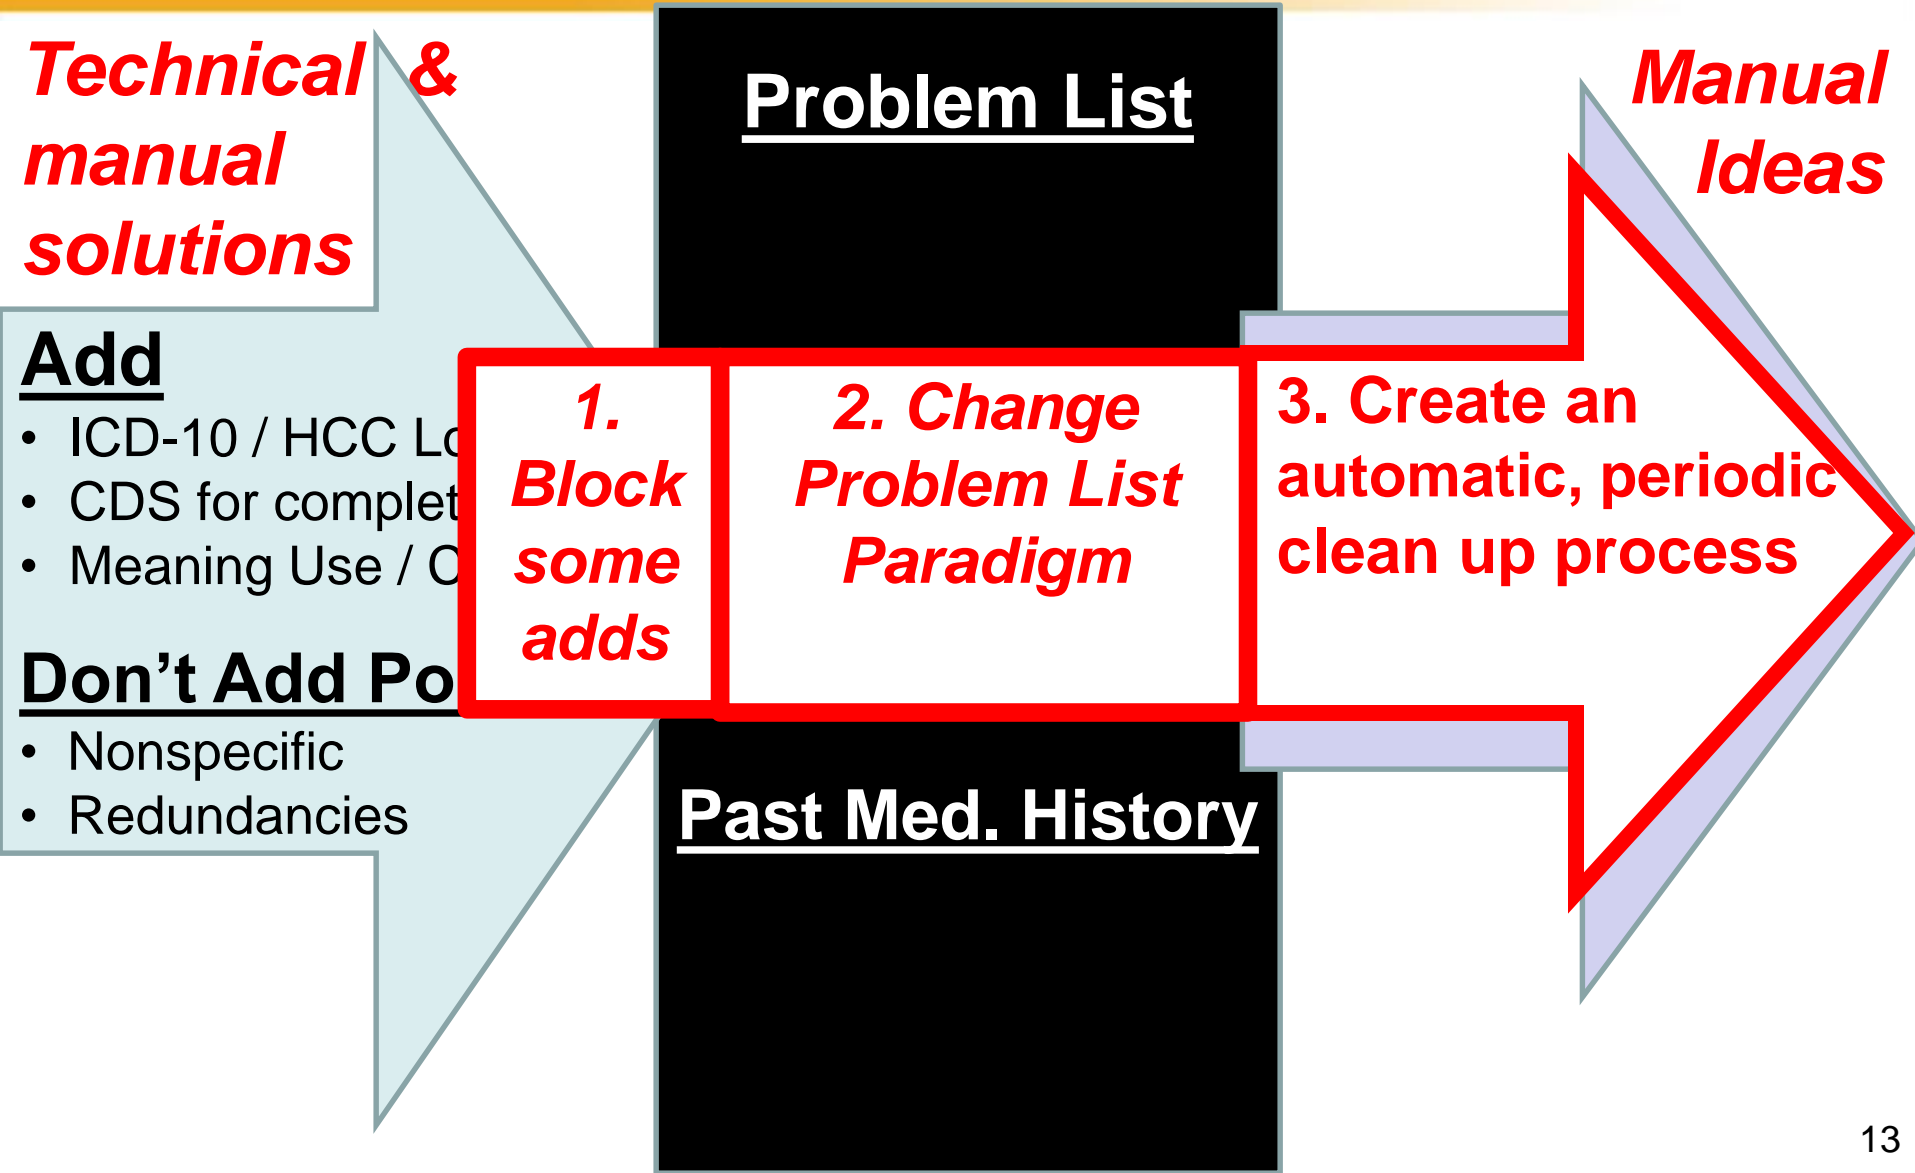 Technical &
manual
solutions
Add
• ICD-10 / HCC
• CDS for
• Meaning Use /
Don’t Add
• Nonspecific
• Redundancies
Problem List
1.
Block
some
adds
2. Change
Problem List
Paradigm
Past Med. History
Manual
Ideas
3. Create an
automatic, periodic
clean up process
13